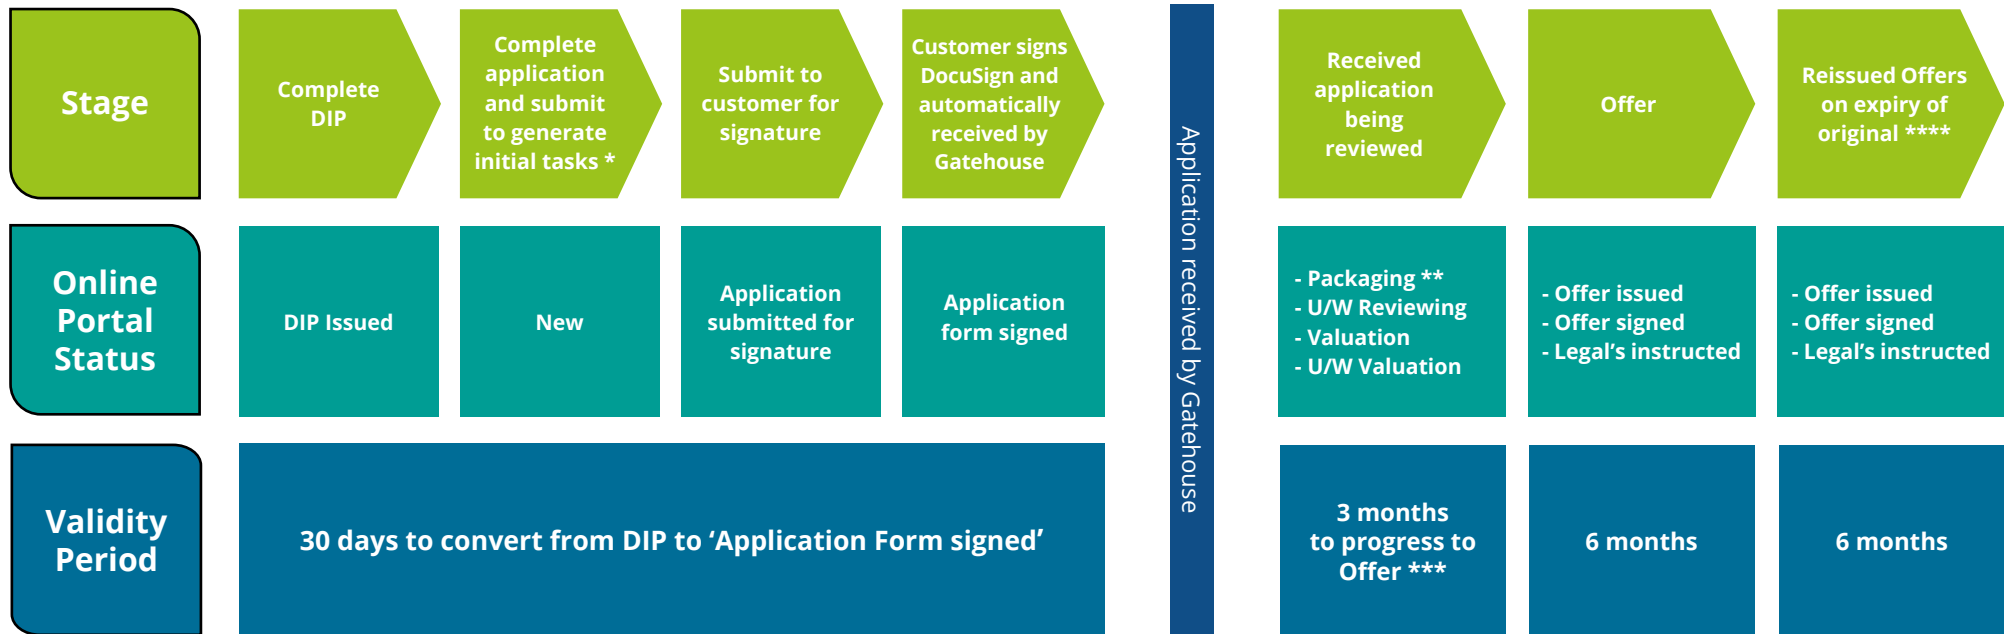 Stage
Complete
DIP
Complete
application
and submit
to generate
initial tasks *
Submit to
customer for
signature
Customer signs
DocuSign and
automatically
received by
Gatehouse
Application received by Gatehouse
Received
application
being
reviewed
Offer
Reissued Offers
on expiry of
original ****
Online
Portal
Status
DIP Issued
New
Application
submitted for
signature
Application
form signed
- Packaging **
- U/W Reviewing
- Valuation
- U/W Valuation
- Offer issued
- Offer signed
- Legal’s instructed
- Offer issued
- Offer signed
- Legal’s instructed
Validity
Period
30 days to convert from DIP to ‘Application Form signed’
3 months
to progress to
Offer ***
6 months
6 months